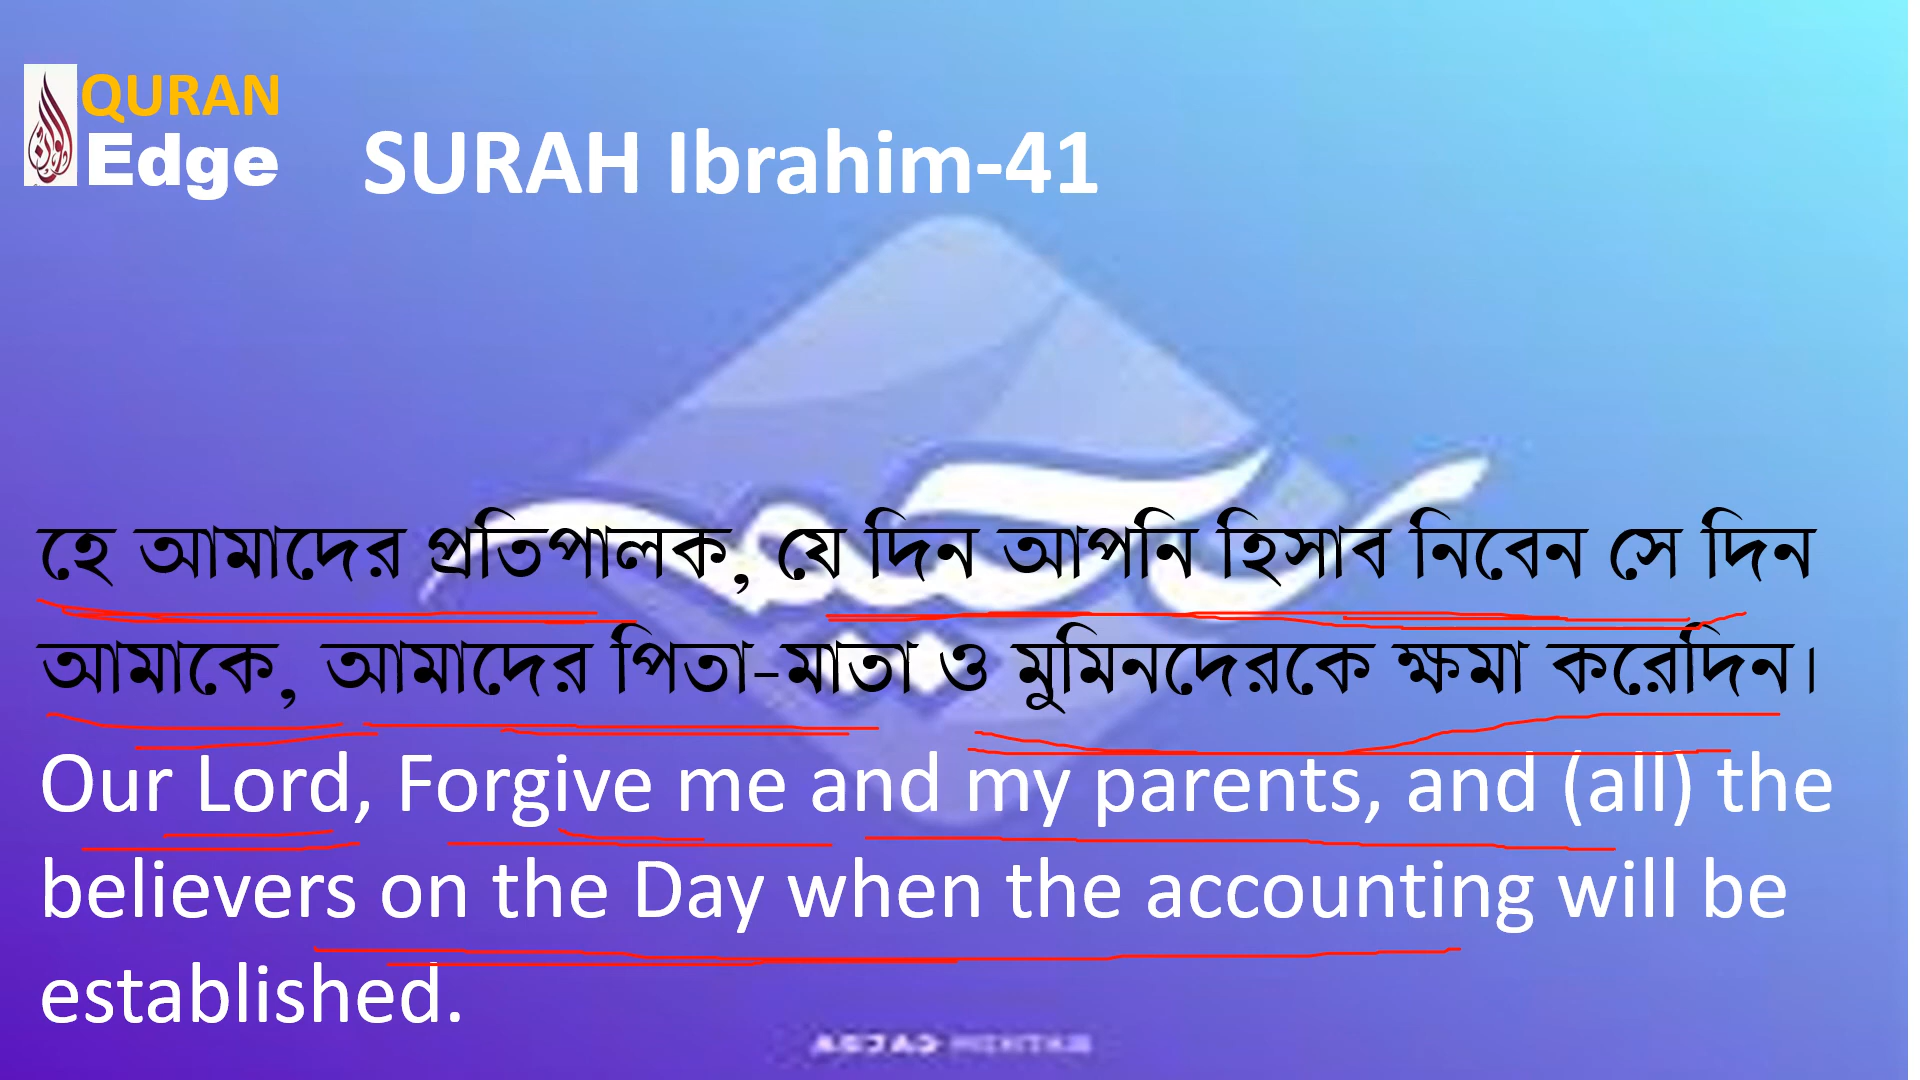 QURAN
Edge
SURAH Ibrahim-41
হে আমাদের প্রতিপালক, যে দিন আপনি হিসাব নিবেন সে দিন
আমাকে, আমাদের পিতা-মাতা ও মুমিনদেরকে ক্ষমা করেদিন।
Our Lord, Forgive me and my parents, and (all) the
believers on the Day when the accounting will be
established.